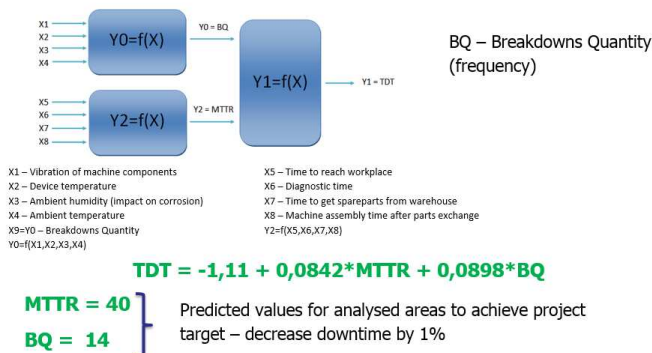 X1
X2
X3
X4
Y0=f(X)
Y0 = BQ
X5
X6
X7
X8
Y2=f(X)
Y2 = MTTR
Y1=f(X)
Y1 = TDT
BQ – Breakdowns Quantity
(frequency)
X1 – Vibration of machine components
X2 – Device temperature
X3 – Ambient humidity (impact on corrosion)
X4 – Ambient temperature
X9=Y0 – Breakdowns Quantity
Y0=f(X1,X2,X3,X4)
X5 – Time to reach workplace
X6 – Diagnostic time
X7 – Time to get spareparts from warehouse
X8 – Machine assembly time after parts exchange
Y2=f(X5,X6,X7,X8)
TDT = -1,11 + 0,0842*MTTR + 0,0898*BQ
MTTR = 40
BQ = 14
Predicted values for analysed areas to achieve project
target – decrease downtime by 1%